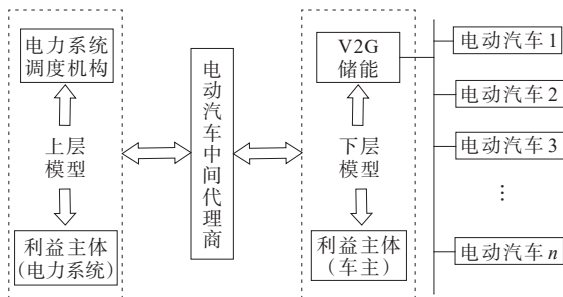 电力系统
调度机构
上层
模型
利益主体
(电力系统)
电动汽车中间代理商
V2G
储能
下层
模型
利益主体
(车主)
电动汽车1
电动汽车2
电动汽车3
⋮
电动汽车n